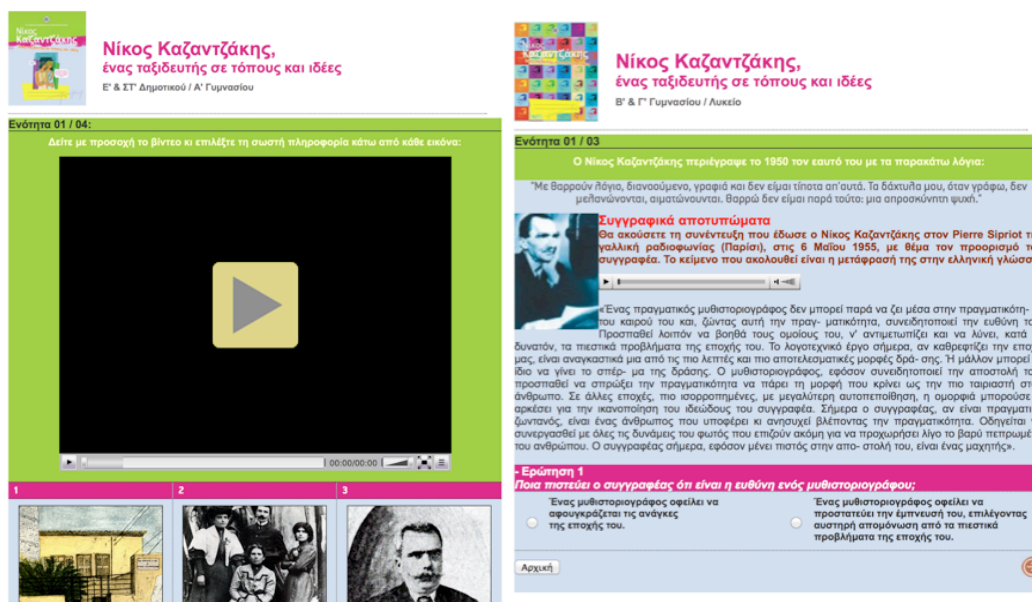 Νίκος
Καζαντζάκης
Νίκος Καζαντζάκης,
ένας ταξιδευτής σε τόπους και ιδέες
Ε' & ΣΤ' Δημοτικού / Α' Γυμνασίου
Ενότητα 01 / 04:
Δείτε με προσοχή το βίντεο κι επιλέξτε τη σωστή πληροφορία κάτω από κάθε εικόνα:
00:00/00:00
1
2
3
Νίκος
Καζαντζάκης
Νίκος Καζαντζάκης,
ένας ταξιδευτής σε τόπους και ιδέες
Β' & Γ' Γυμνασίου / Λυκείο
Ενότητα 01 / 03
Ο Νίκος Καζαντζάκης περιέγραψε το 1950 τον εαυτό του με τα παρακάτω λόγια:
"Με θαρρούν λόγιο, διανοούμενο, γραφιά και δεν είμαι τίποτα απ'αυτά. Τα δάχτυλα μου, όταν γράφω, δεν
μελανώνονται, αιματώνουνται. Θαρρώ δεν είμαι παρά τούτο: μια απροσκύνητη ψυχή."
Συγγραφικά αποτυπώματα
Θα ακούσετε τη συνέντευξη που έδωσε ο Νίκος Καζαντζάκης στον Pierre Sipriot τη
γαλλική ραδιοφωνίας (Παρίσι), στις 6 Μαΐου 1955, με θέμα τον προορισμό το
συγγραφέα. Το κείμενο που ακολουθεί είναι η μετάφρασή της στην ελληνική γλώσσ
«Ένας πραγματικός μυθιστοριογράφος δεν μπορεί παρά να ζει μέσα στην πραγματικότη-
του καιρού του και, ζώντας αυτή την πραγ- ματικότητα, συνειδητοποιεί την ευθύνη το
Προσπαθεί λοιπόν να βοηθά τους ομοίους του, ν' αντιμετωπίζει και να λύνει, κατά
δυνατόν, τα πιεστικά προβλήματα της εποχής του. Το λογοτεχνικό έργο σήμερα, αν καθρεφτίζει την εποχ
μας, είναι αναγκαστικά μια από τις πιο λεπτές και πιο αποτελεσματικές μορφές δρά- σης. Ή μάλλον μπορεί
ίδιο να γίνει το σπέρ- μα της δράσης. Ο μυθιστοριογράφος, εφόσον συνειδητοποιεί την αποστολή το
προσπαθεί να σπρώξει την πραγματικότητα να πάρει τη μορφή που κρίνει ως την πιο ταιριαστή στ
άνθρωπο. Σε άλλες εποχές, πιο ισορροπημένες, με μεγαλύτερη αυτοπεποίθηση, η ομορφιά μπορούσε
αρκέσει για την ικανοποίηση του ιδεώδους του συγγραφέα. Σήμερα ο συγγραφέας, αν είναι πραγματι
ζωντανός, είναι ένας άνθρωπος που υποφέρει κι ανησυχεί βλέποντας την πραγματικότητα. Οδηγείται
συνεργασθεί με όλες τις δυνάμεις του φωτός που επιζούν ακόμη για να προχωρήσει λίγο το βαρύ πεπρωμέ
του ανθρώπου. Ο συγγραφέας σήμερα, εφόσον μένει πιστός στην απο- στολή του, είναι ένας μαχητής».
- Ερώτηση 1
Ποια πιστεύει ο συγγραφέας ότι είναι η ευθύνη ενός μυθιστοριογράφου;
Ένας μυθιστοριογράφος οφείλει να
αφουγκράζεται τις ανάγκες
της εποχής του.
Ένας μυθιστοριογράφος οφείλει να
προστατεύει την έμπνευσή του, επιλέγοντας
αυστηρή απομόνωση από τα πιεστικά
προβλήματα της εποχής του.
Αρχική